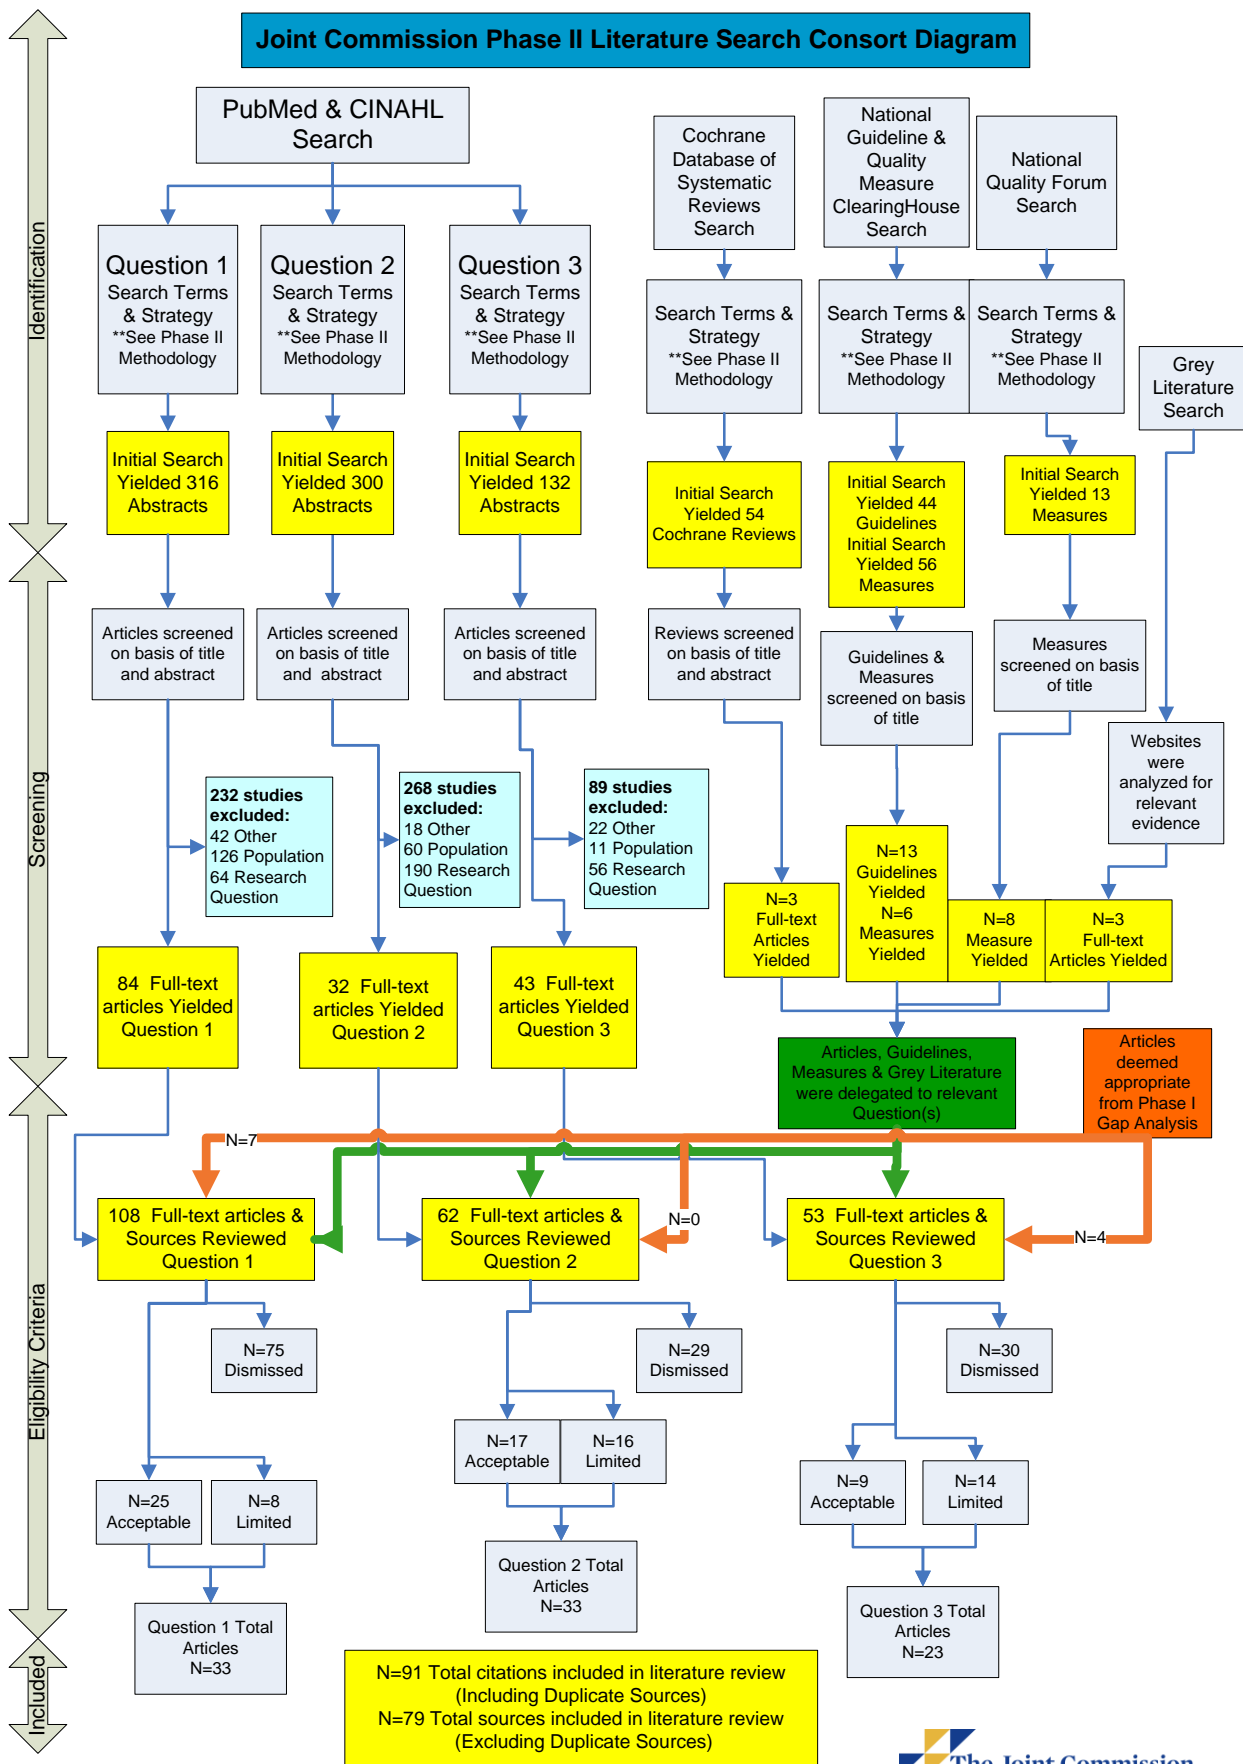 Joint Commission Phase II Literature Search Consort Diagram
Identification
Screening
Eligibility Criteria
Included
PubMed & CINAHL
Search
Cochrane
Database of
Systematic
Reviews
Search
National
Guideline &
Quality
Measure
ClearingHouse
Search
National
Quality Forum
Search
Question 1
Search Terms
& Strategy
**See Phase II
Methodology
Question 2
Search Terms
& Strategy
**See Phase II
Methodology
Question 3
Search Terms
& Strategy
**See Phase II
Methodology
Search Terms &
Strategy
**See Phase II
Methodology
Search Terms &
Strategy
**See Phase II
Methodology
Search Terms &
Strategy
**See Phase II
Methodology
Grey
Literature
Search
Initial Search
Yielded 316
Abstracts
Initial Search
Yielded 300
Abstracts
Initial Search
Yielded 132
Abstracts
Initial Search
Yielded 54
Cochrane Reviews
Initial Search
Yielded 44
Guidelines
Initial Search
Yielded 56
Measures
Initial Search
Yielded 13
Measures
Articles screened
on basis of title
and abstract
Articles screened
on basis of title
and abstract
Articles screened
on basis of title
and abstract
Reviews screened
on basis of title
and abstract
Guidelines &
Measures
screened on basis
of title
Measures
screened on basis
of title
Websites
were
analyzed for
relevant
evidence
232 studies
excluded:
42 Other
126 Population
64 Research
Question
268 studies
excluded:
18 Other
60 Population
190 Research
Question
89 studies
excluded:
22 Other
11 Population
56 Research
Question
N=3
Full-text
Articles
Yielded
N=13
Guidelines
Yielded
N=6
Measures
Yielded
N=8
Measure
Yielded
N=3
Full-text
Articles Yielded
84 Full-text
articles Yielded
Question 1
32 Full-text
articles Yielded
Question 2
43 Full-text
articles Yielded
Question 3
Articles, Guidelines,
Measures & Grey Literature
were delegated to relevant
Question(s)
Articles
deemed
appropriate
from Phase I
Gap Analysis
N=7
N=0
N=4
108 Full-text articles &
Sources Reviewed
Question 1
62 Full-text articles &
Sources Reviewed
Question 2
53 Full-text articles &
Sources Reviewed
Question 3
N=75
Dismissed
N=29
Dismissed
N=30
Dismissed
N=25
Acceptable
N=8
Limited
N=17
Acceptable
N=16
Limited
N=9
Acceptable
N=14
Limited
Question 1 Total
Articles
N=33
Question 2 Total
Articles
N=33
Question 3 Total
Articles
N=23
N=91 Total citations included in literature review
(Including Duplicate Sources)
N=79 Total sources included in literature review
(Excluding Duplicate Sources)
The Joint Commission